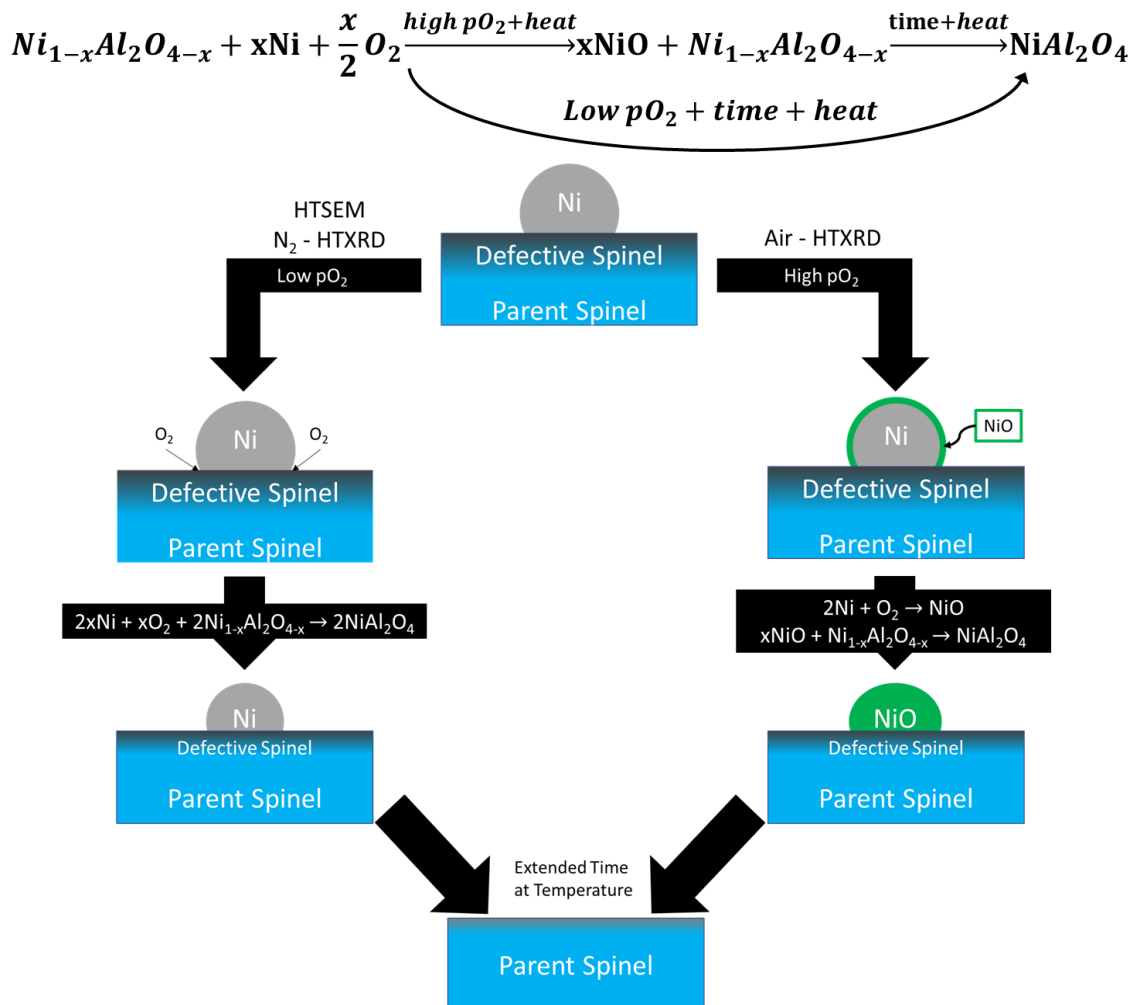 Ni₁₋ₓAl₂O₄₋ₓ + xNi + x/2 O₂ high pO₂+heat→ xNiO + Ni₁₋ₓAl₂O₄₋ₓ time+heat→ NiAl₂O₄
Low pO₂ + time + heat
Ni
HTSEM
N₂ - HTXRD
Low pO₂
Defective Spinel
Parent Spinel
Air - HTXRD
High pO₂
O₂
Ni
O₂
Defective Spinel
Parent Spinel
Ni
NiO
Defective Spinel
Parent Spinel
2xNi + xO₂ + 2Ni₁₋ₓAl₂O₄₋ₓ → 2NiAl₂O₄
2Ni + O₂ → NiO
xNiO + Ni₁₋ₓAl₂O₄₋ₓ → NiAl₂O₄
Ni
Defective Spinel
Parent Spinel
NiO
Defective Spinel
Parent Spinel
Extended Time
at Temperature
Parent Spinel